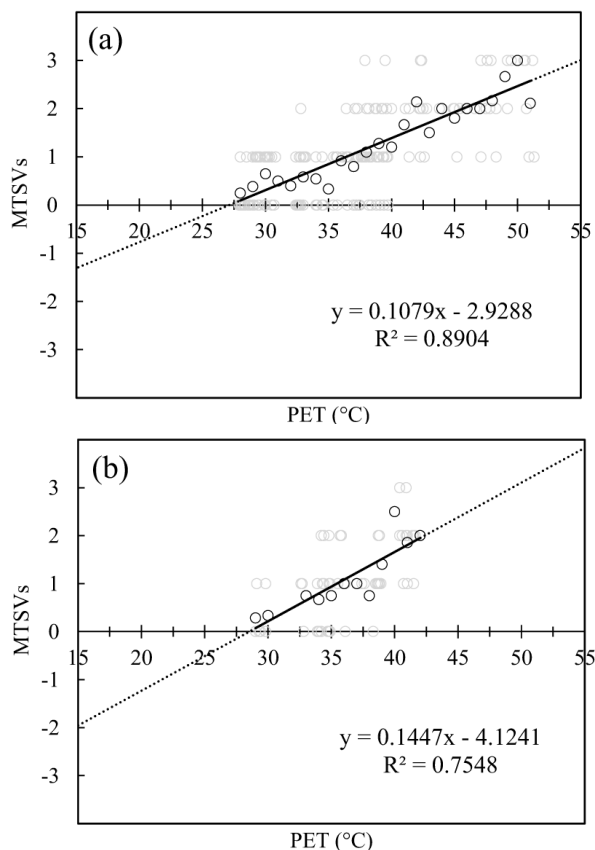 (a)
3
2
1
0
15 20 25 30 35 40 45 50 55
-1
-2
-3
MTSVs
y = 0.1079x - 2.9288
R² = 0.8904
PET (°C)
(b)
3
2
1
0
15 20 25 30 35 40 45 50 55
-1
-2
-3
MTSVs
y = 0.1447x - 4.1241
R² = 0.7548
PET (°C)